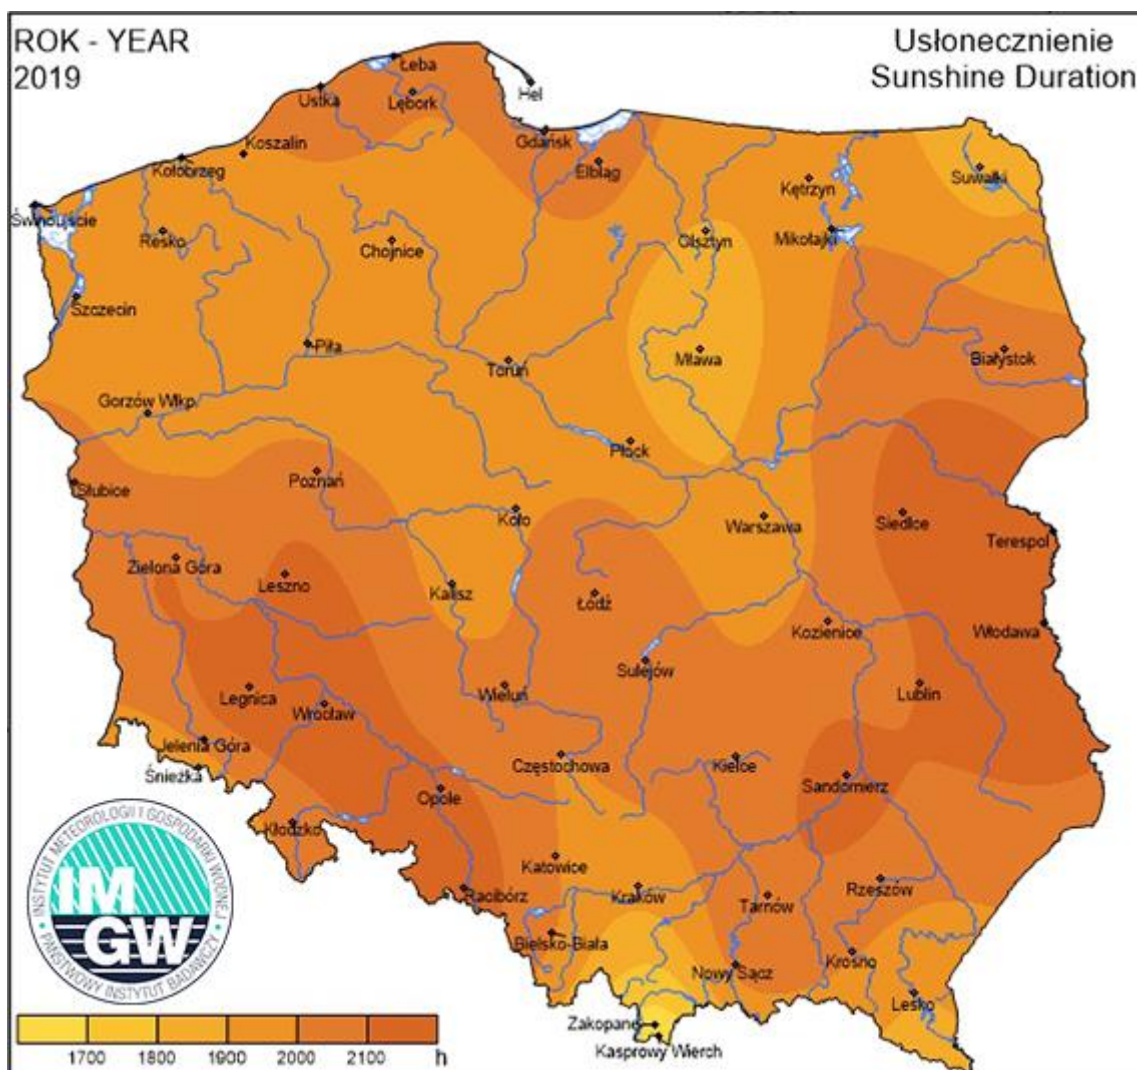 ROK - YEAR
2019
Usłonecznienie
Sunshine Duration
Łeba
Hel
Ustka
Lębork
Gdańsk
Koszalin
Kołobrzeg
Elbląg
Suwałki
Kętrzyn
Świnoujście
Resko
Chojnice
Olsztyn
Mikołajki
Szczecin
Piła
Toruń
Mława
Białystok
Gorzów Wlkp.
Płock
Słubice
Poznań
Koło
Warszawa
Siedlce
Terespol
Zielona Góra
Leszno
Kalisz
Łódź
Kozienice
Włodawa
Sulejów
Legnica
Wrocław
Wieluń
Lublin
Jelenia Góra
Śnieżka
Częstochowa
Kielce
Sandomierz
Opole
Kłodzko
Katowice
Racibórz
Kraków
Tarnów
Rzeszów
Bielsko-Biała
Nowy Sącz
Krosno
Lesko
Zakopane
Kasprowy Wierch
INSTYTUT METEOROLOGII I GOSPODARKI WODNEJ
IM
GW
PAŃSTWOWY INSTYTUT BADAWCZY
1700 1800 1900 2000 2100 h